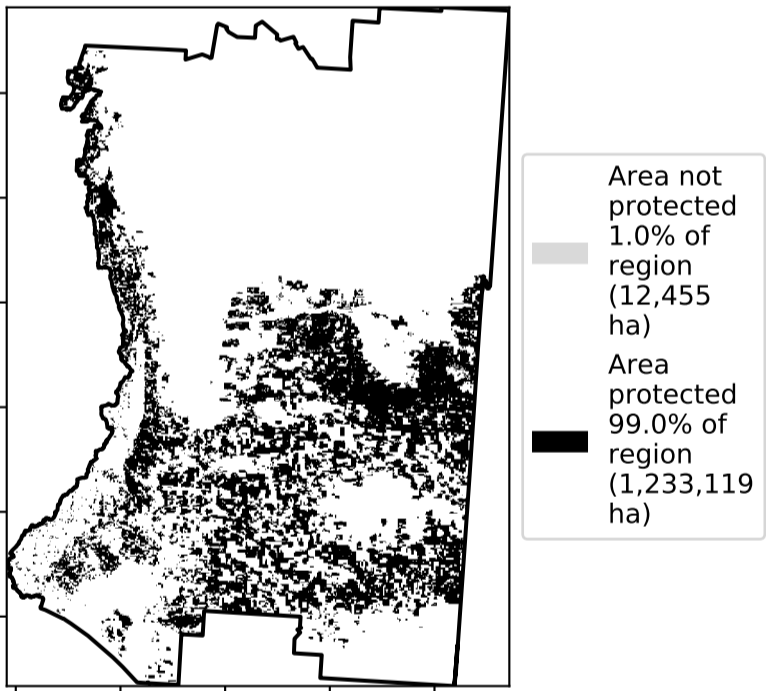 Area not
protected
1.0% of
region
(12,455
ha)
Area
protected
99.0% of
region
(1,233,119
ha)